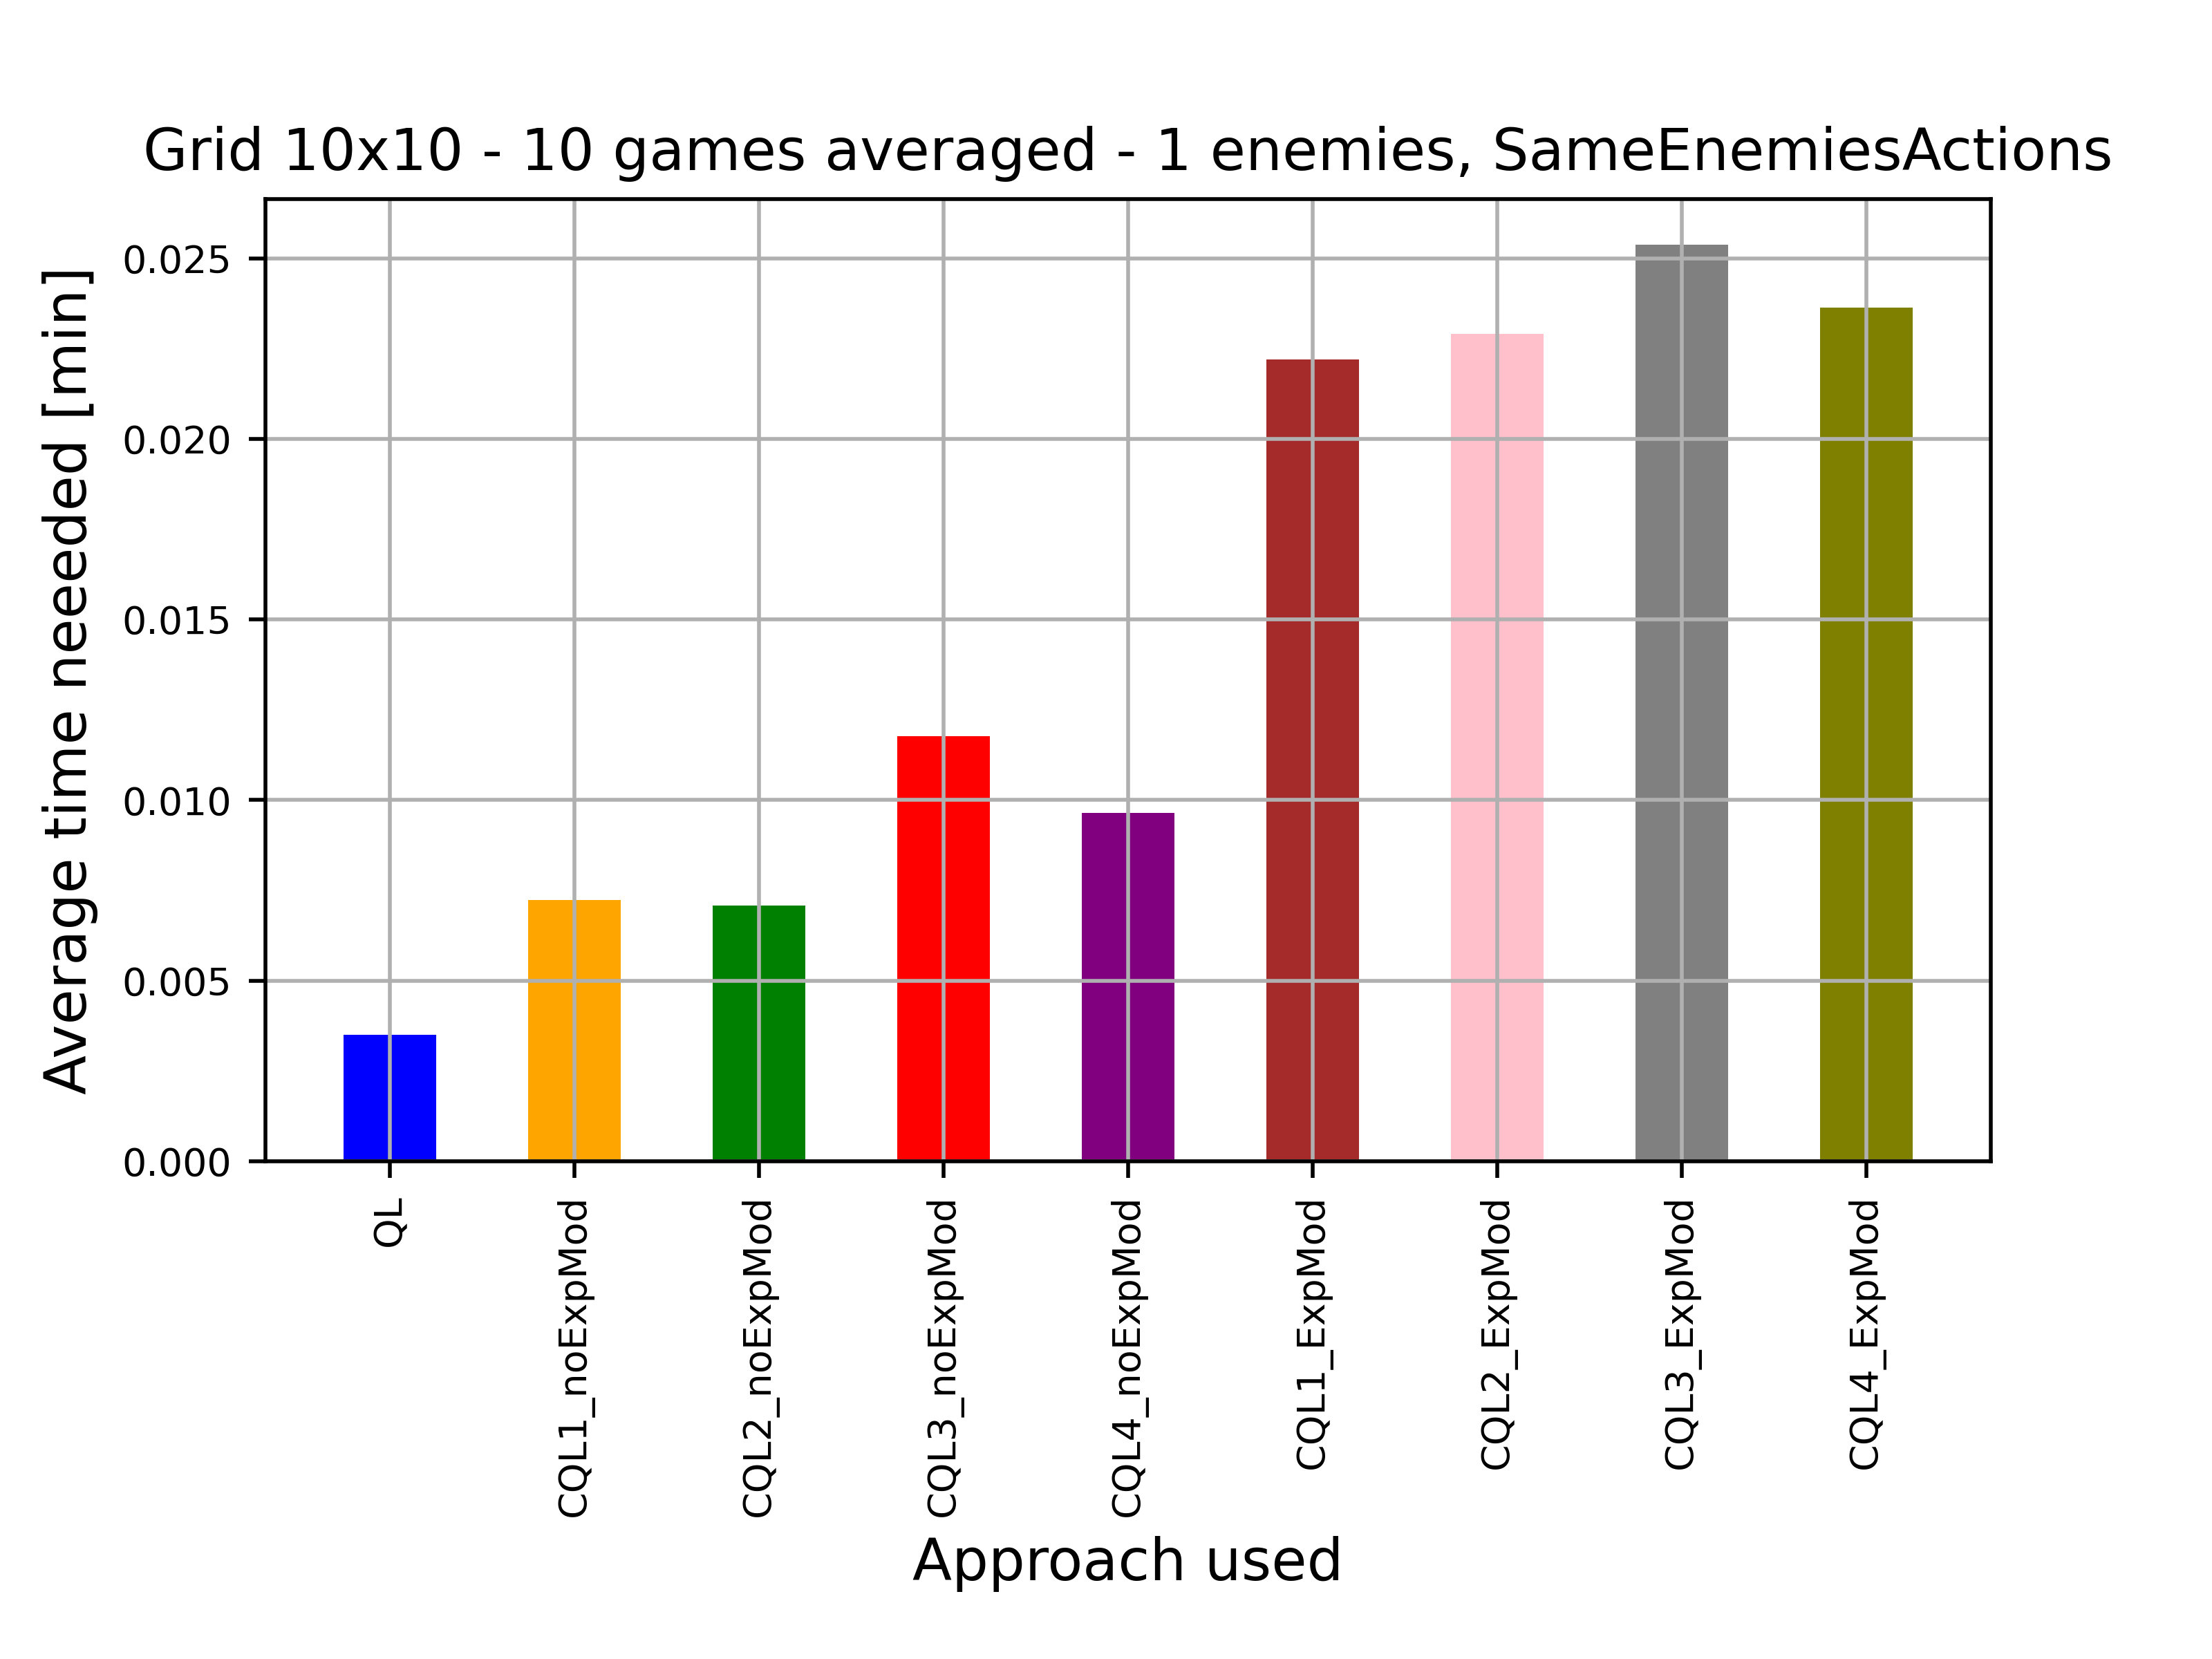 Grid 10x10 - 10 games averaged - 1 enemies, SameEnemiesActions
Average time needed [min]
0.025
0.020
0.015
0.010
0.005
0.000
QL
CQL1_noExpMod
CQL2_noExpMod
CQL3_noExpMod
CQL4_noExpMod
CQL1_ExpMod
CQL2_ExpMod
CQL3_ExpMod
CQL4_ExpMod
Approach used